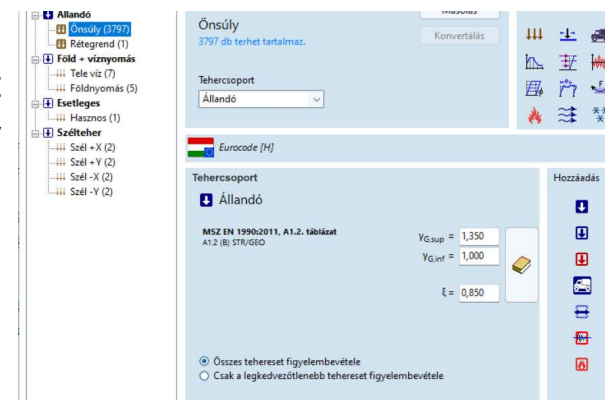 Állandó
Önsúly (3797)
Rétegrend (1)
Föld + víznyomás
Tele víz (7)
Földnyomás (5)
Esetleges
Hasznos (1)
Szélteher
Szél +X (2)
Szél +Y (2)
Szél -X (2)
Szél -Y (2)
Önsúly
3797 db terhet tartalmaz.
Másolás
Konvertálás
Tehercsoport
Állandó
Eurocode [H]
Tehercsoport
Állandó
MSZ EN 1990:2011, A1.2. táblázat
A1.2 (B) STR/GEO
γG,sup = 1,350
γG,inf = 1,000
ξ = 0,850
Összes tehereset figyelembevétele
Csak a legkedvezőtlenebb tehereset figyelembevétele
Hozzáadás